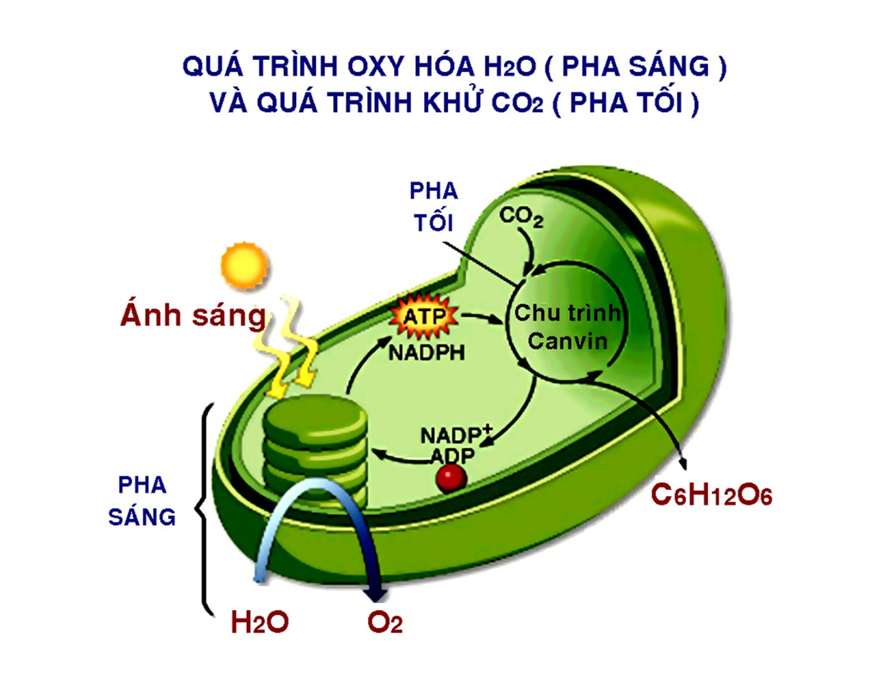 QUÁ TRÌNH OXY HÓA H2O ( PHA SÁNG )
VÀ QUÁ TRÌNH KHỬ CO2 ( PHA TỐI )
PHA
TỐI
CO2
Ánh sáng
ATP
NADPH
Chu trình
Canvin
NADP+
ADP
PHA
SÁNG
C6H12O6
H2O
O2